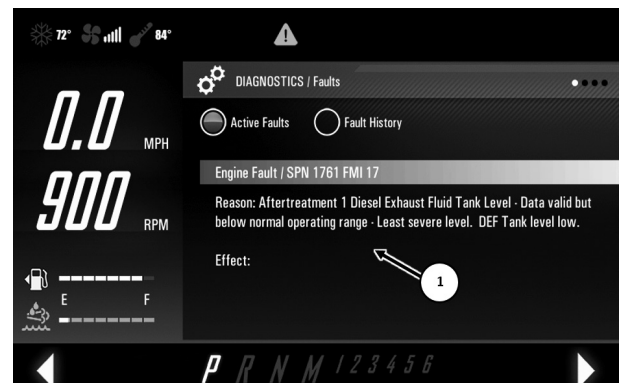 72° 84°
DIAGNOSTICS / Faults
Active Faults Fault History
0.0 MPH
Engine Fault / SPN 1761 FMI 17
Reason: Aftertreatment 1 Diesel Exhaust Fluid Tank Level - Data valid but
below normal operating range - Least severe level. DEF Tank level low.
900 RPM
Effect:
1
E F
P R N M 1 2 3 4 5 6